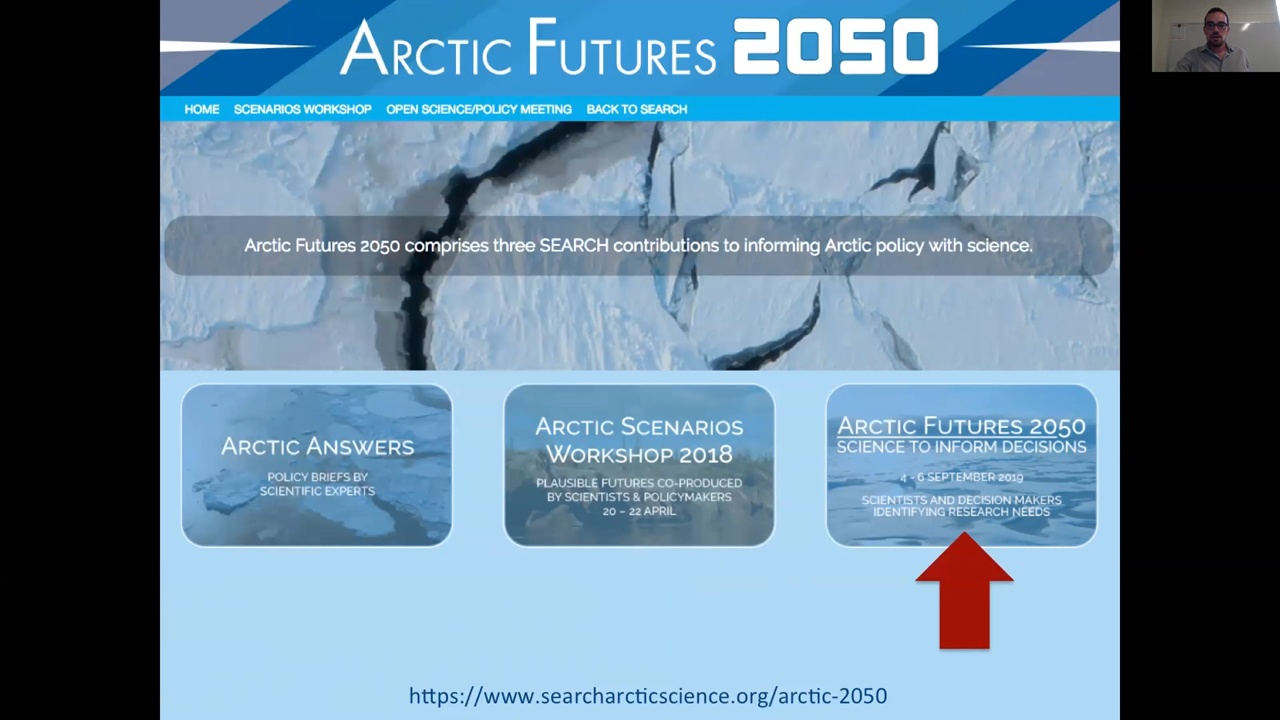 ARCTIC FUTURES 2050
HOME SCENARIOS WORKSHOP OPEN SCIENCE/POLICY MEETING BACK TO SEARCH
Arctic Futures 2050 comprises three SEARCH contributions to informing Arctic policy with science.
ARCTIC ANSWERS
POLICY BRIEFS BY
SCIENTIFIC EXPERTS
ARCTIC SCENARIOS
WORKSHOP 2018
PLAUSIBLE FUTURES CO-PRODUCED
BY SCIENTISTS & POLICYMAKERS
20 – 22 APRIL
ARCTIC FUTURES 2050
SCIENCE TO INFORM DECISIONS
4 - 6 SEPTEMBER 2019
SCIENTISTS AND DECISION MAKERS
IDENTIFYING RESEARCH NEEDS
https://www.searcharcticscience.org/arctic-2050